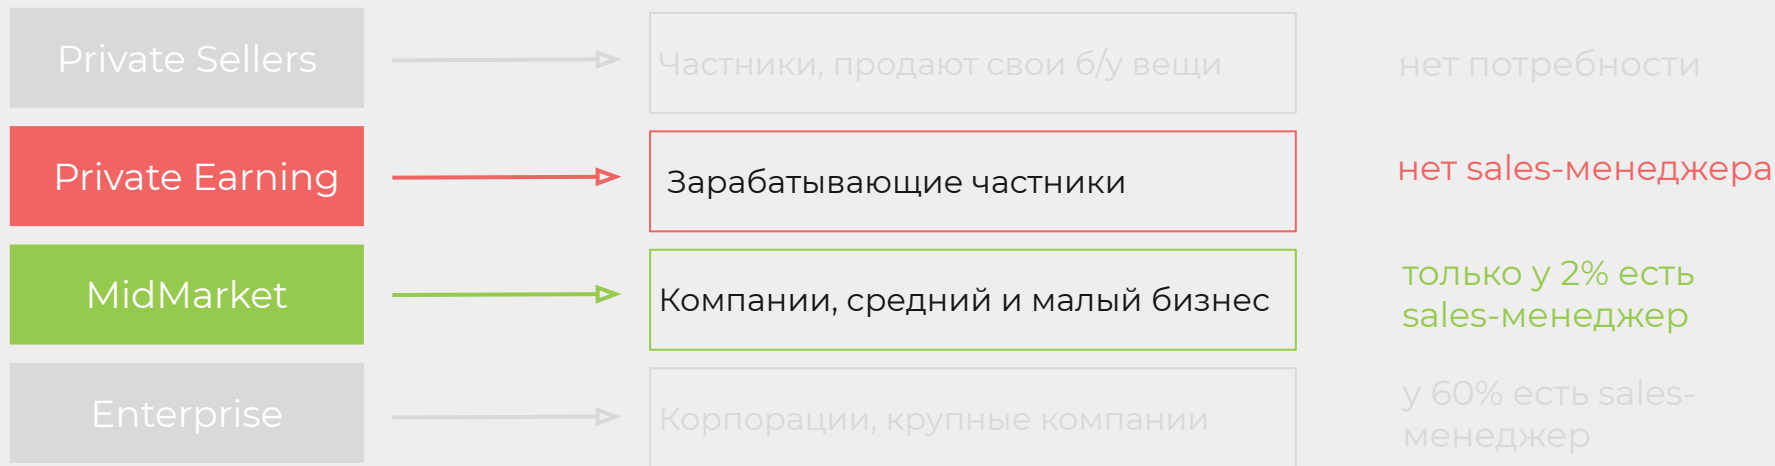 Private Sellers
Частники, продают свои б/у вещи
нет потребности
Private Earning
Зарабатывающие частники
нет sales-менеджера
MidMarket
Компании, средний и малый бизнес
только у 2% есть
sales-менеджер
Enterprise
Корпорации, крупные компании
у 60% есть sales-
менеджер